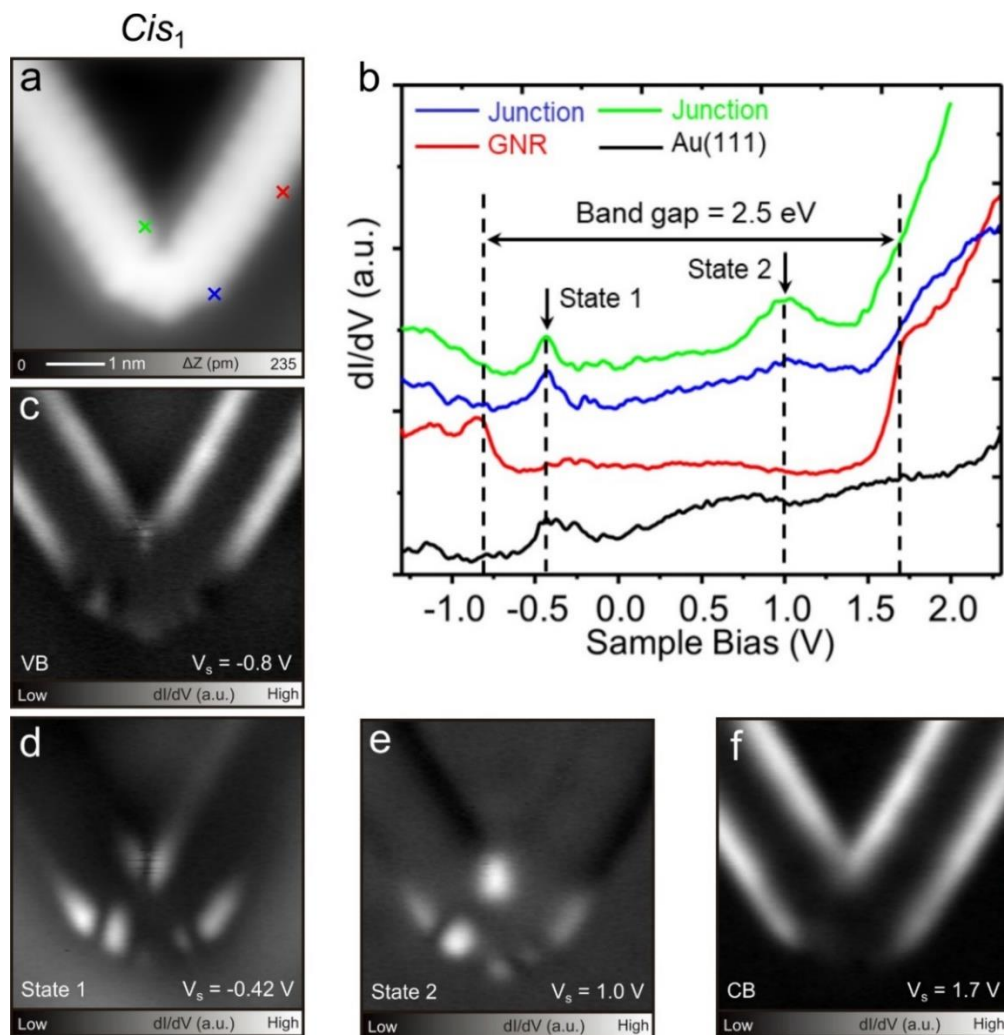 Cis1
a
0 1 nm ΔZ (pm) 235
b
Junction Junction
GNR Au(111)
Band gap = 2.5 eV
State 1
State 2
dI/dV (a.u.)
-1.0 -0.5 0.0 0.5 1.0 1.5 2.0
Sample Bias (V)
c
VB Vs = -0.8 V
Low dI/dV (a.u.) High
d
State 1 Vs = -0.42 V
Low dI/dV (a.u.) High
e
State 2 Vs = 1.0 V
Low dI/dV (a.u.) High
f
CB Vs = 1.7 V
Low dI/dV (a.u.) High